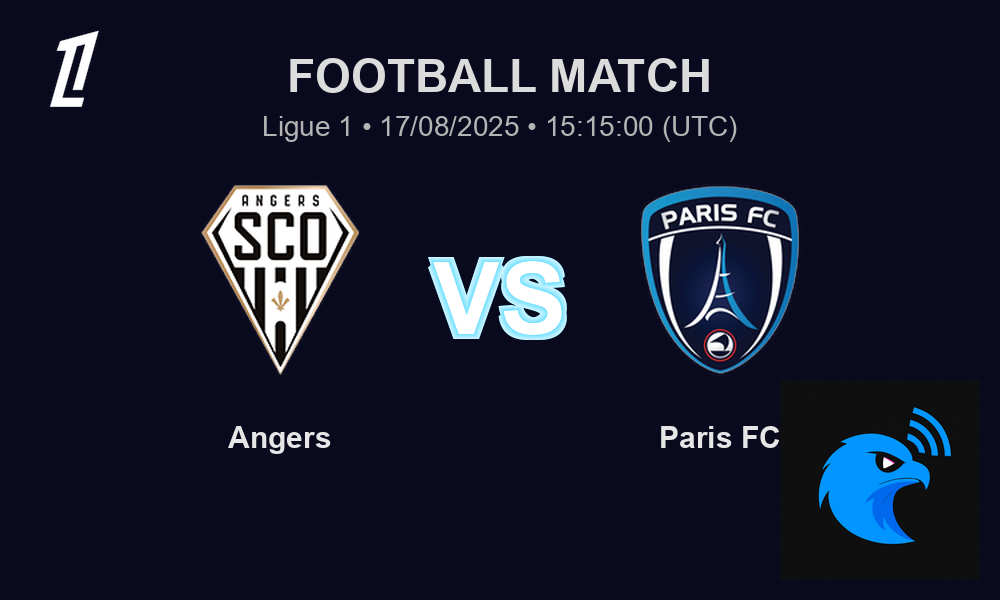 FOOTBALL MATCH
Ligue 1 • 17/08/2025 • 15:15:00 (UTC)
ANGERS
SCO
PARIS FC
VS
Angers
Paris FC